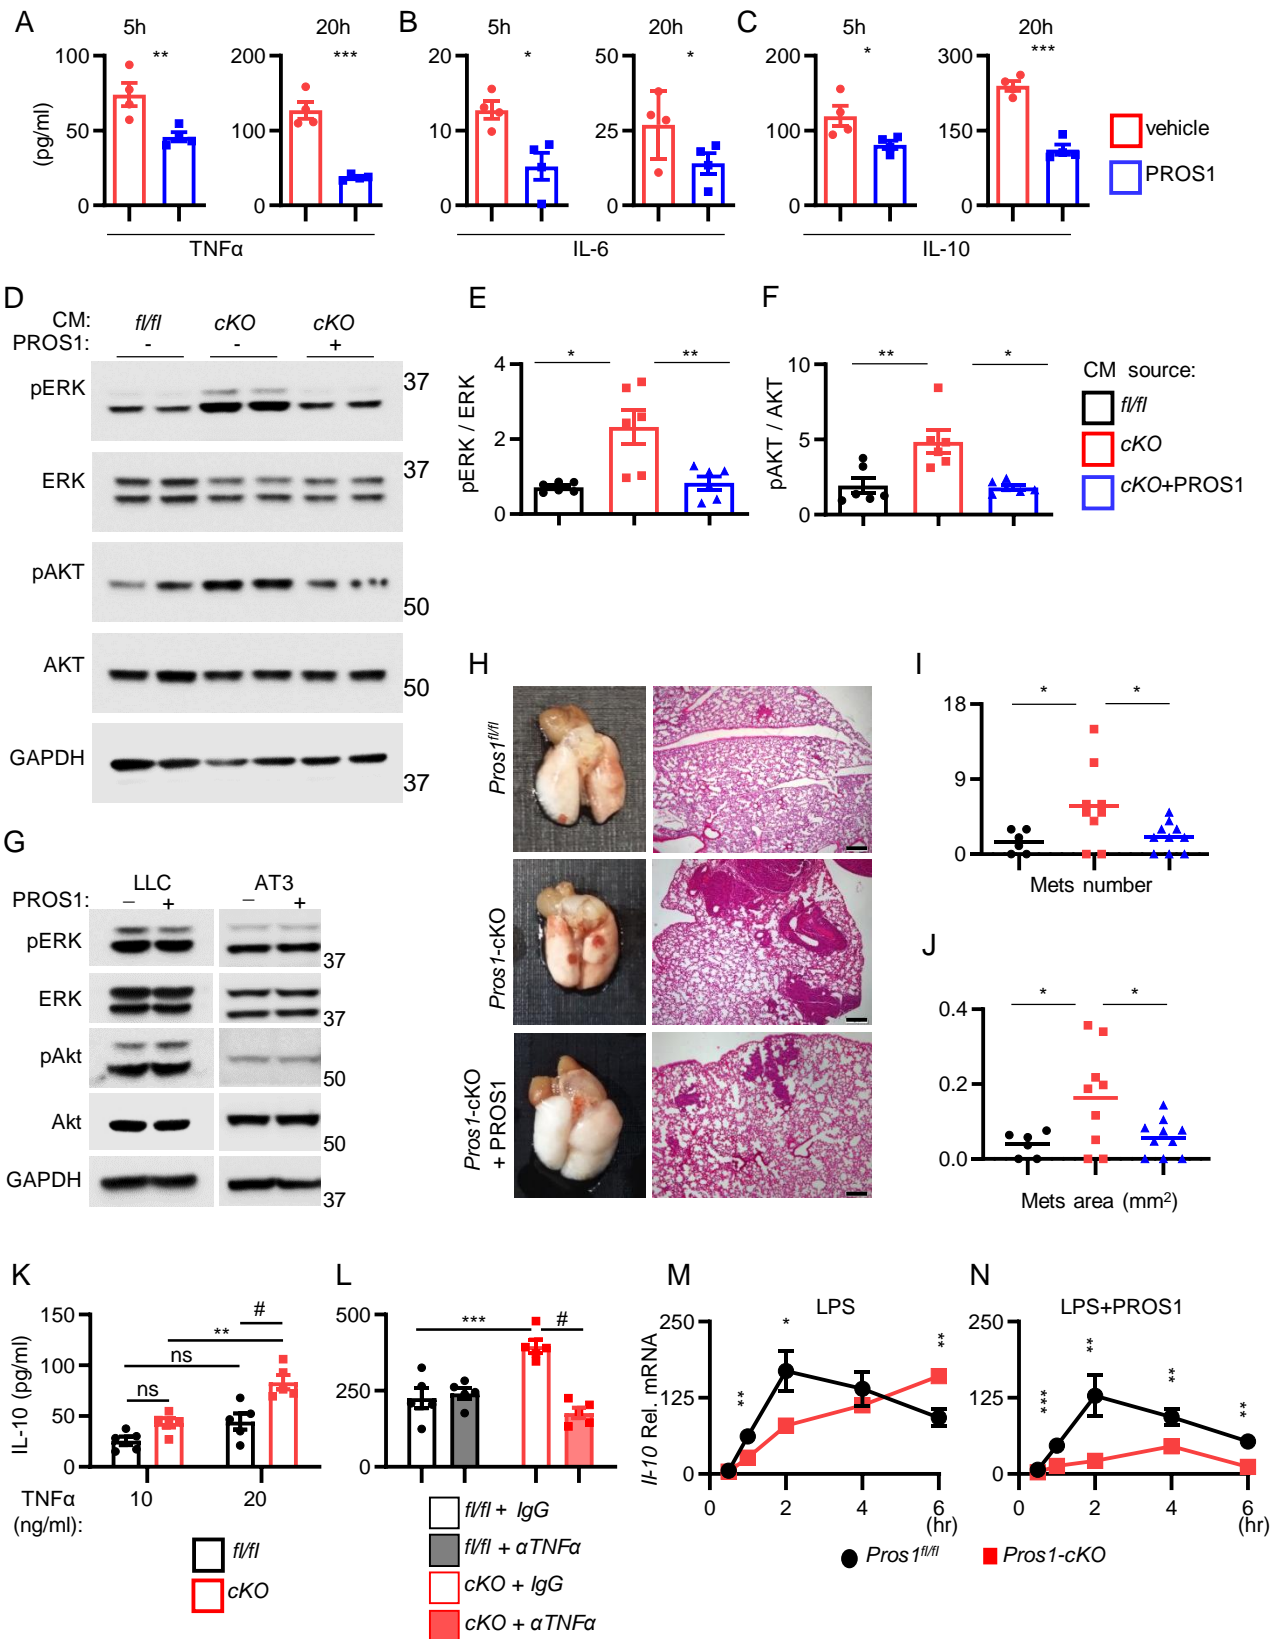 A
5h
20h
**
***
100
50
0
(pg/ml)
200
100
0
TNFα
B
5h
20h
*
*
20
10
0
50
25
0
IL-6
C
5h
20h
*
***
200
100
0
300
150
0
IL-10
vehicle
PROS1
D
CM: fl/fl cKO cKO
PROS1: - - +
pERK 37
ERK 37
pAKT 50
AKT 50
GAPDH 37
E
* **
4
2
0
pERK / ERK
F
** *
10
5
0
pAKT / AKT
CM source:
fl/fl
cKO
cKO+PROS1
G
LLC AT3
PROS1: – + – +
pERK 37
ERK 37
pAkt 50
Akt 50
GAPDH 37
H
Pros1fl/fl
Pros1-cKO
Pros1-cKO
+ PROS1
I
* *
18
9
0
Mets number
J
* *
0.4
0.2
0.0
Mets area (mm²)
K
150
100
50
0
IL-10 (pg/ml)
#
**
ns
ns
TNFα 10 20
(ng/ml):
fl/fl
cKO
L
500
250
0
*** #
fl/fl + IgG
fl/fl + αTNFα
cKO + IgG
cKO + αTNFα
M
LPS
250
125
0
Il-10 Rel. mRNA
** * **
0 2 4 6
(hr)
N
LPS+PROS1
250
125
0
*** ** ** **
0 2 4 6
(hr)
Pros1fl/fl Pros1-cKO